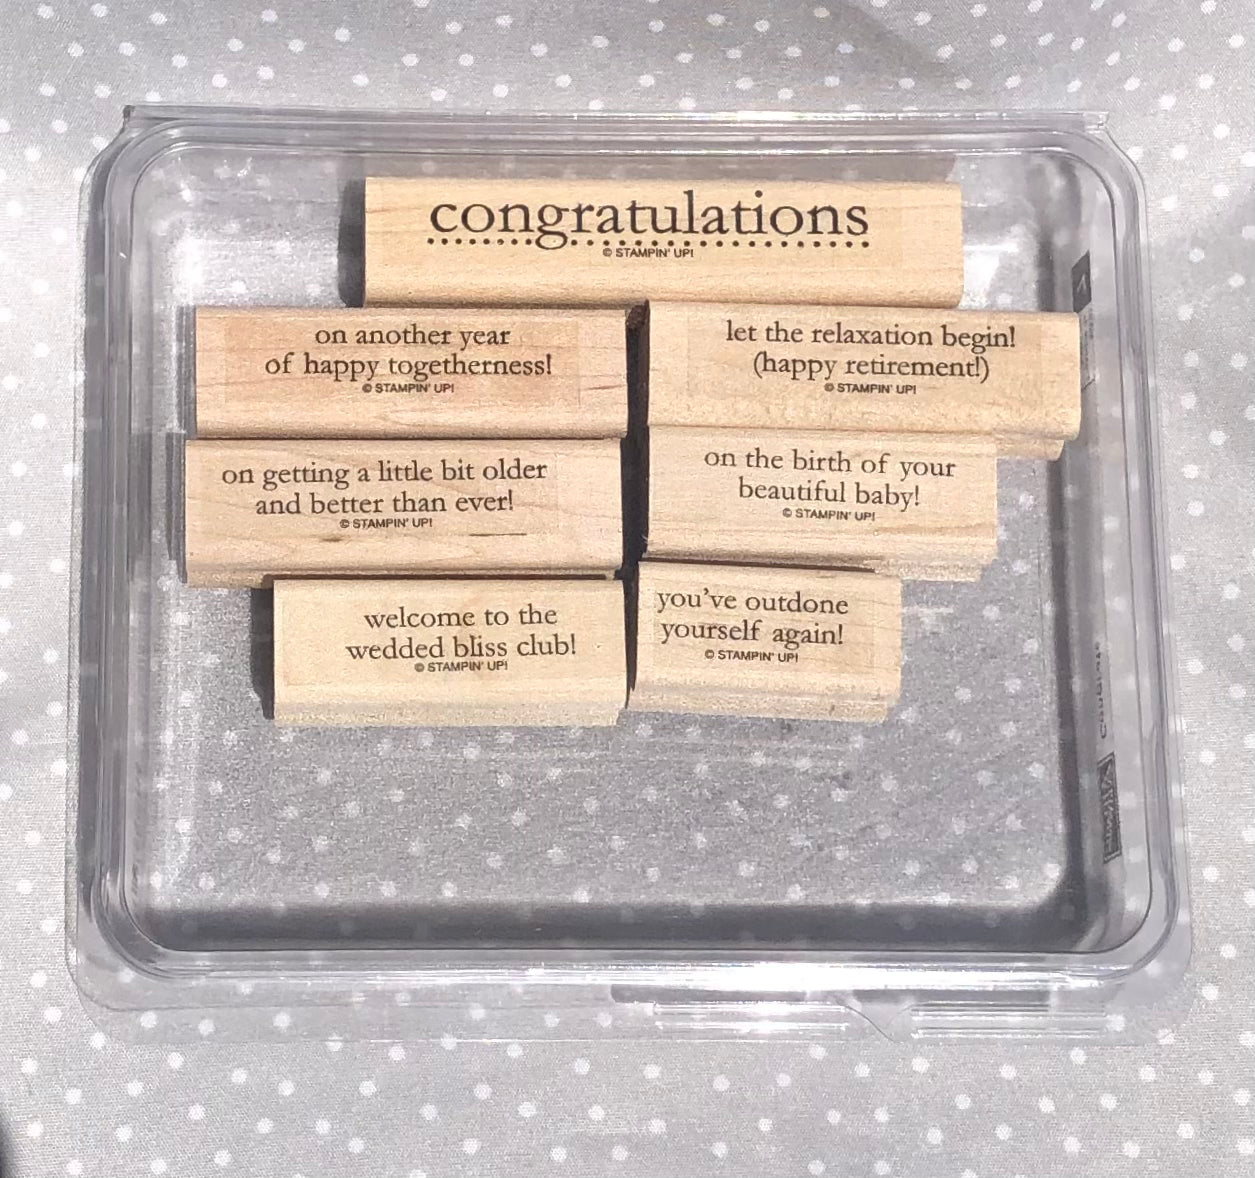 congratulations
© STAMPIN' UP!
on another year
of happy togetherness!
© STAMPIN' UP!
let the relaxation begin!
(happy retirement!)
© STAMPIN' UP!
on getting a little bit older
and better than ever!
© STAMPIN' UP!
on the birth of your
beautiful baby!
© STAMPIN' UP!
welcome to the
wedded bliss club!
© STAMPIN' UP!
you've outdone
yourself again!
© STAMPIN' UP!